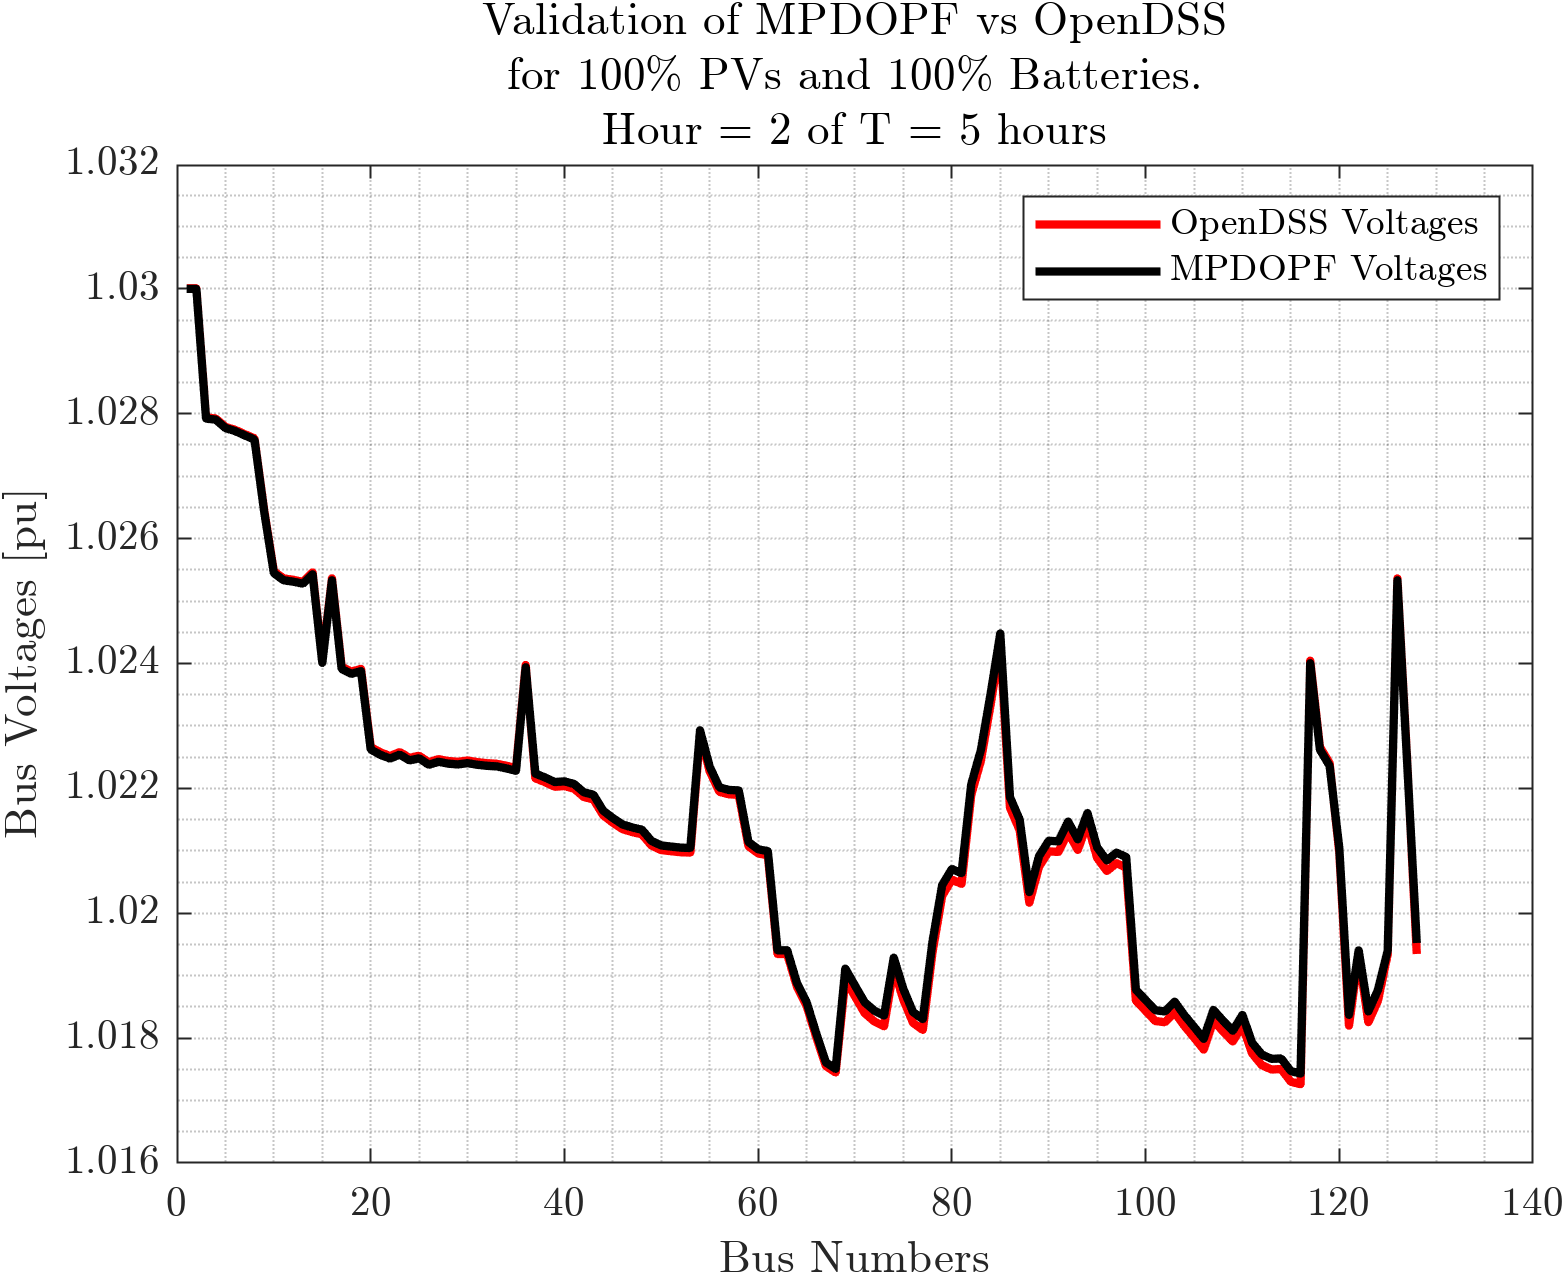 Validation of MPDOPF vs OpenDSS
for 100% PVs and 100% Batteries.
Hour = 2 of T = 5 hours
OpenDSS Voltages
MPDOPF Voltages
Bus Voltages [pu]
1.032
1.03
1.028
1.026
1.024
1.022
1.02
1.018
1.016
0 20 40 60 80 100 120 140
Bus Numbers